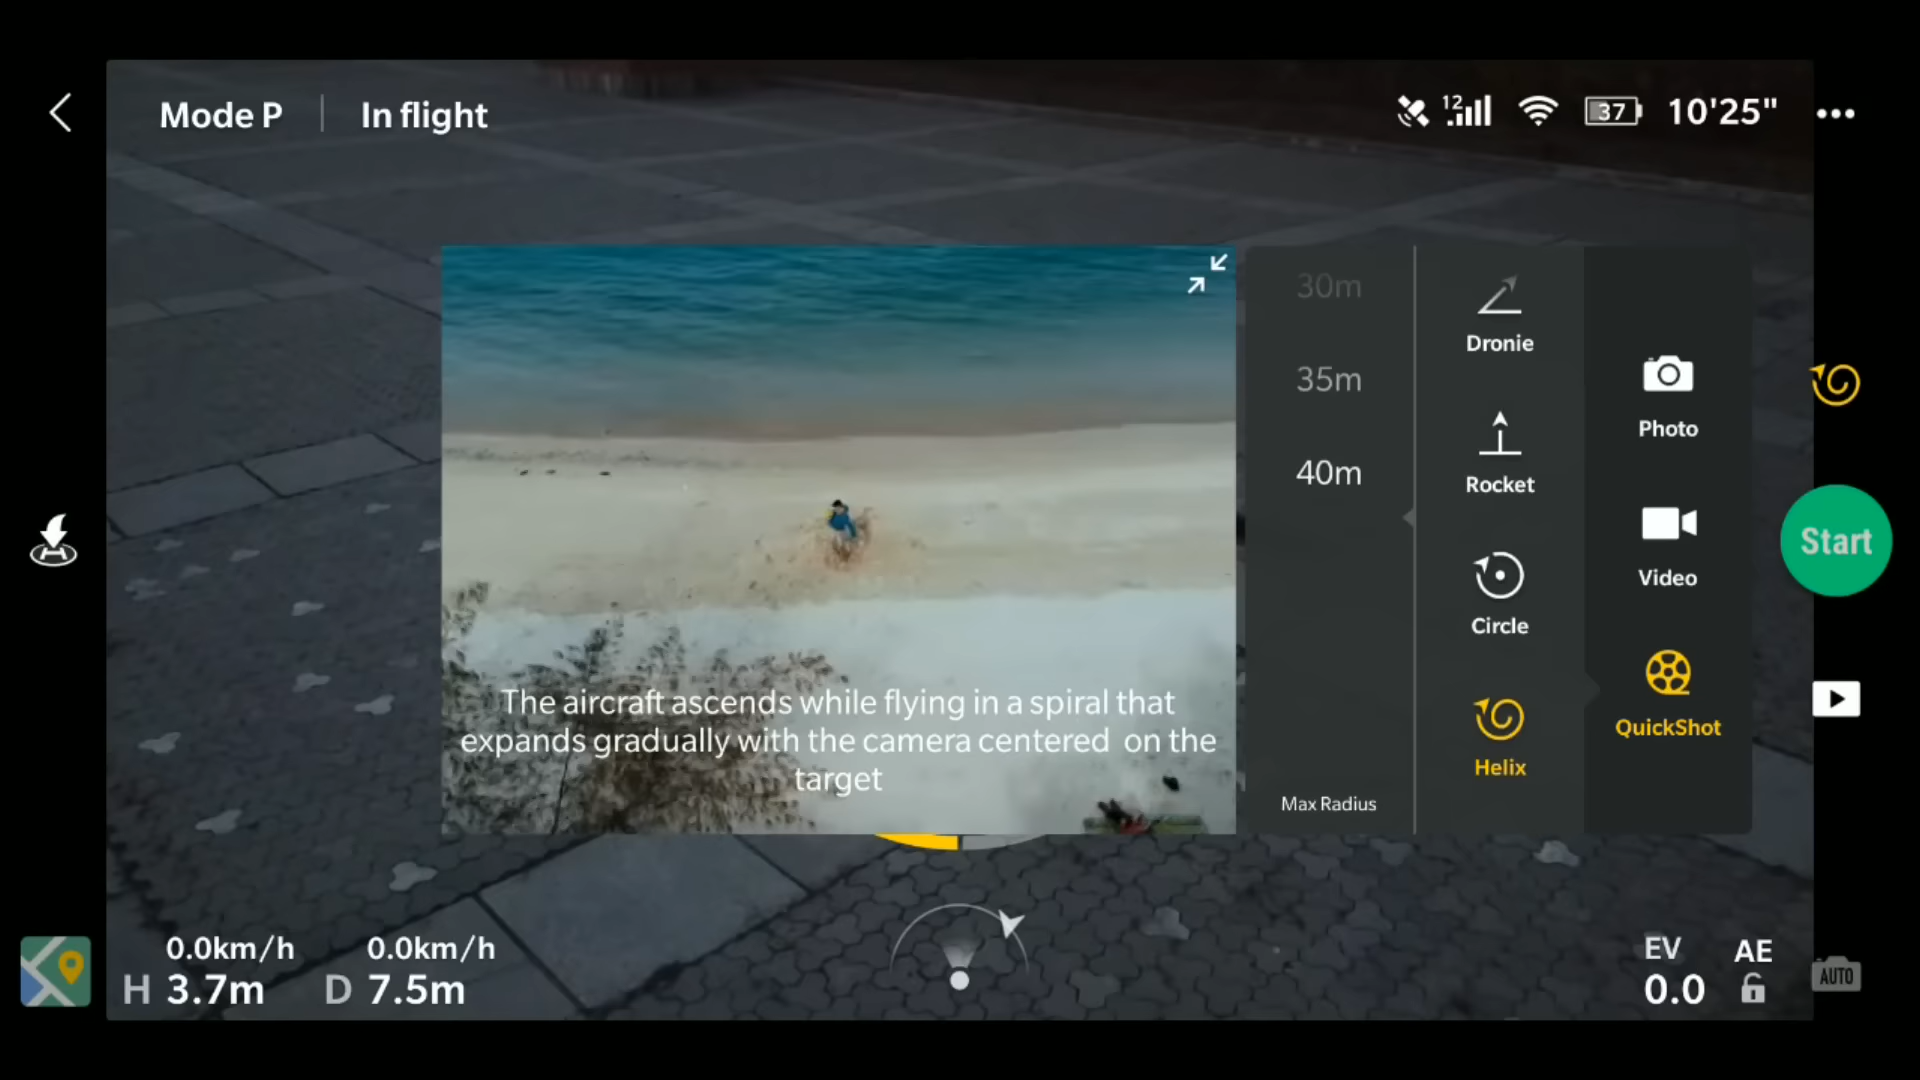 Mode P
In flight
12
37
10'25"
30m
35m
40m
Max Radius
Dronie
Rocket
Circle
Helix
Photo
Video
QuickShot
Start
The aircraft ascends while flying in a spiral that
expands gradually with the camera centered on the
target
0.0km/h
0.0km/h
H 3.7m
D 7.5m
EV
0.0
AE
AUTO